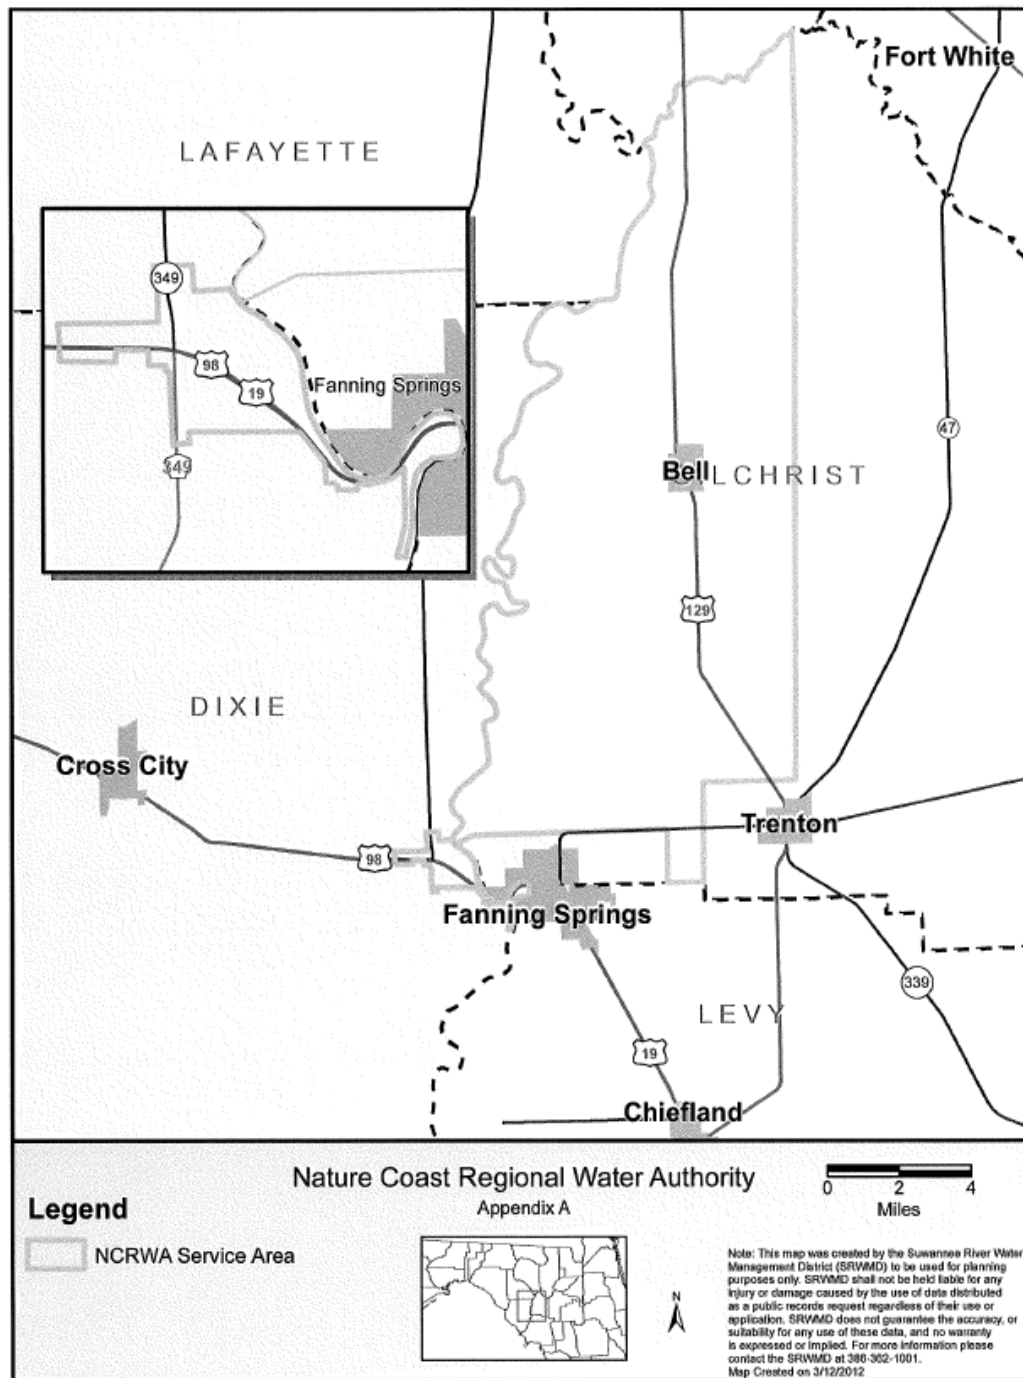 Fort White
LAFAYETTE
349
98
19
Fanning Springs
349
47
Bell
GILCHRIST
129
DIXIE
Cross City
98
Trenton
Fanning Springs
339
LEVY
19
Chiefland
Nature Coast Regional Water Authority
Appendix A
0 2 4
Miles
Legend
NCRWA Service Area
N
Note: This map was created by the Suwannee River Water
Management District (SRWMD) to be used for planning
purposes only. SRWMD shall not be held liable for any
injury or damage caused by the use of data distributed
as a public records request regardless of their use or
application. SRWMD does not guarantee the accuracy, or
suitability for any use of these data, and no warranty
is expressed or implied. For more information please
contact the SRWMD at 386-362-1001.
Map Created on 3/12/2012